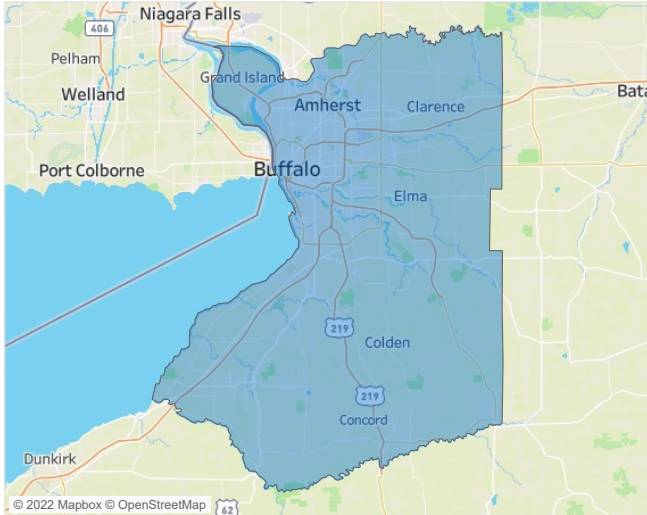 Niagara Falls
406
Pelham
Grand Island
Welland
Amherst
Clarence
Bata
Port Colborne
Buffalo
Elma
219
Colden
219
Concord
Dunkirk
62
© 2022 Mapbox © OpenStreetMap